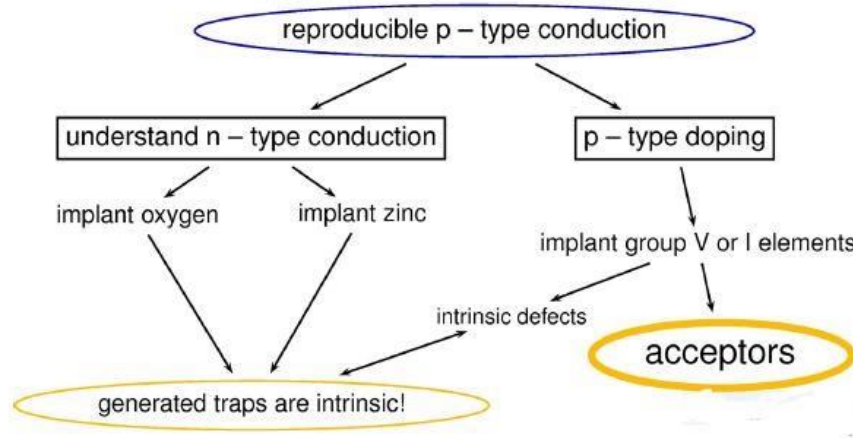 reproducible p – type conduction
understand n – type conduction
p – type doping
implant oxygen
implant zinc
implant group V or I elements
intrinsic defects
acceptors
generated traps are intrinsic!